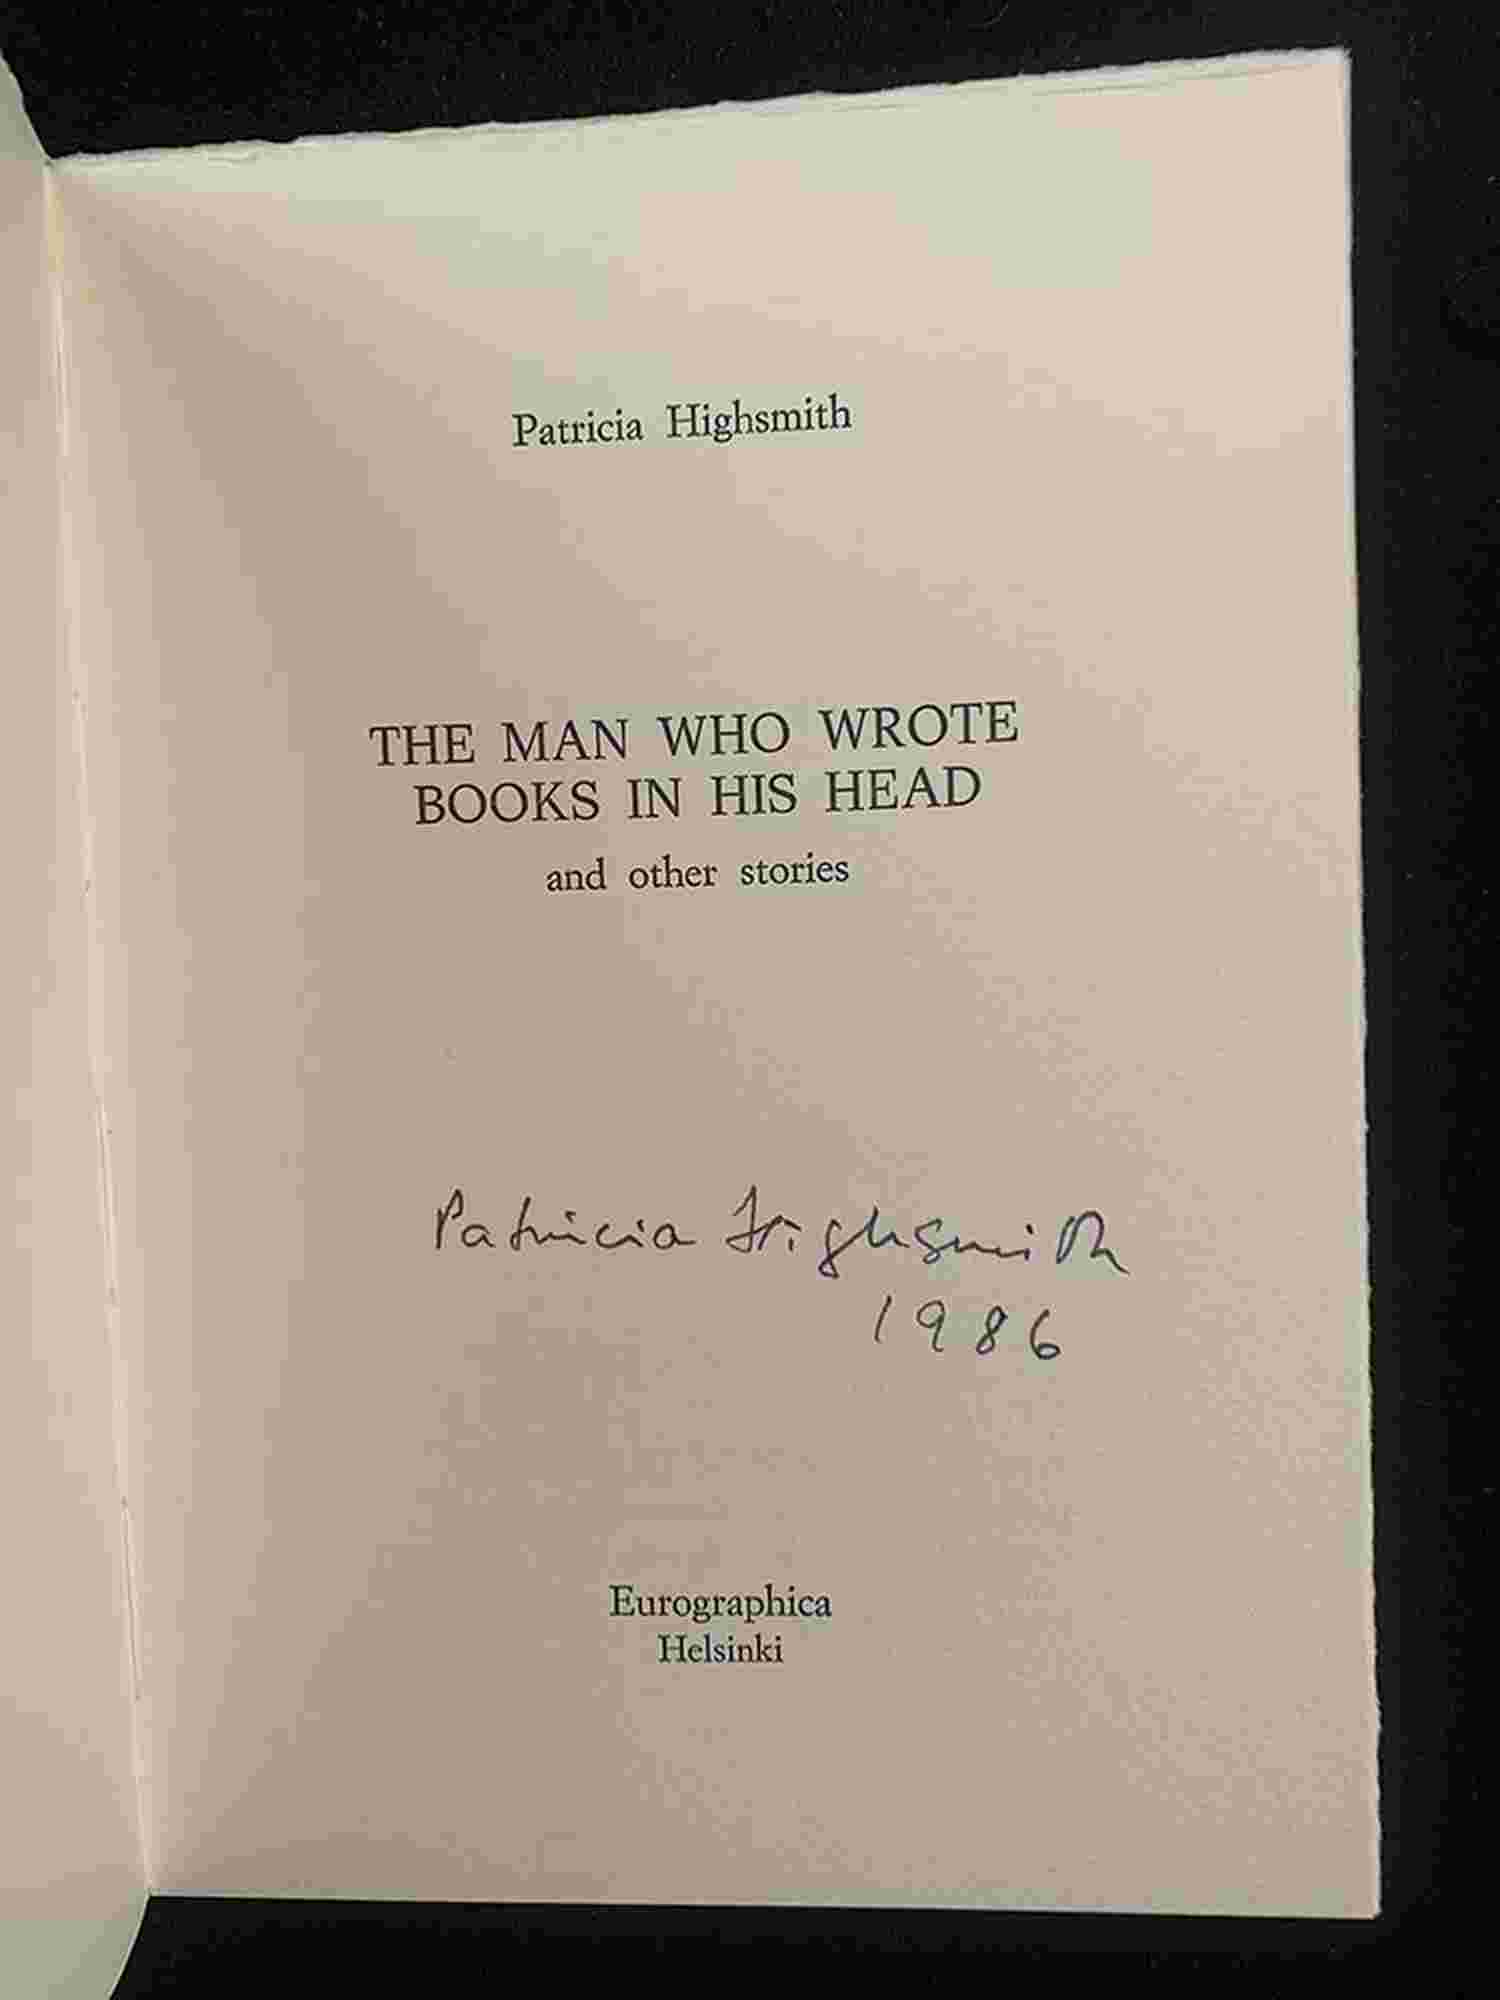 Patricia Highsmith
THE MAN WHO WROTE
BOOKS IN HIS HEAD
and other stories
Patricia Highsmith
1986
Eurographica
Helsinki